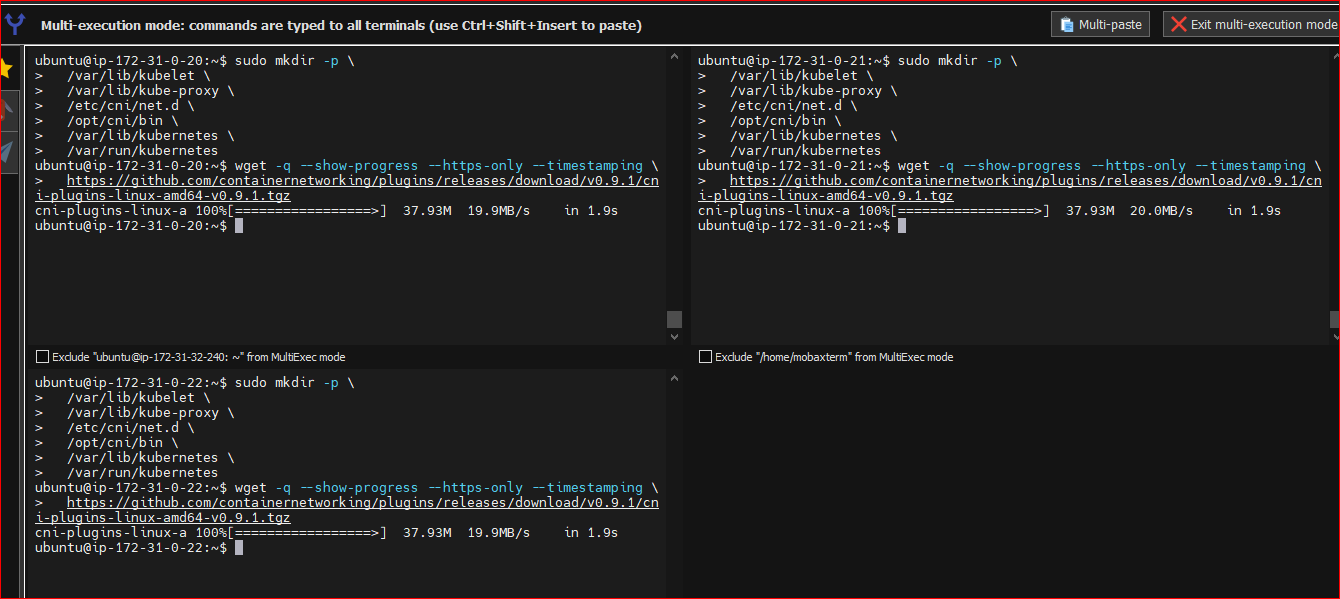 Multi-execution mode: commands are typed to all terminals (use Ctrl+Shift+Insert to paste)
Multi-paste
Exit multi-execution mode
ubuntu@ip-172-31-0-20:~$ sudo mkdir -p \
>   /var/lib/kubelet \
>   /var/lib/kube-proxy \
>   /etc/cni/net.d \
>   /opt/cni/bin \
>   /var/lib/kubernetes \
>   /var/run/kubernetes
ubuntu@ip-172-31-0-20:~$ wget -q --show-progress --https-only --timestamping \
>   https://github.com/containernetworking/plugins/releases/download/v0.9.1/cn
i-plugins-linux-amd64-v0.9.1.tgz
cni-plugins-linux-a 100%[=================>]  37.93M  19.9MB/s    in 1.9s
ubuntu@ip-172-31-0-20:~$
Exclude "ubuntu@ip-172-31-32-240: ~" from MultiExec mode
ubuntu@ip-172-31-0-21:~$ sudo mkdir -p \
>   /var/lib/kubelet \
>   /var/lib/kube-proxy \
>   /etc/cni/net.d \
>   /opt/cni/bin \
>   /var/lib/kubernetes \
>   /var/run/kubernetes
ubuntu@ip-172-31-0-21:~$ wget -q --show-progress --https-only --timestamping \
>   https://github.com/containernetworking/plugins/releases/download/v0.9.1/cn
i-plugins-linux-amd64-v0.9.1.tgz
cni-plugins-linux-a 100%[=================>]  37.93M  20.0MB/s    in 1.9s
ubuntu@ip-172-31-0-21:~$
Exclude "/home/mobaxterm" from MultiExec mode
ubuntu@ip-172-31-0-22:~$ sudo mkdir -p \
>   /var/lib/kubelet \
>   /var/lib/kube-proxy \
>   /etc/cni/net.d \
>   /opt/cni/bin \
>   /var/lib/kubernetes \
>   /var/run/kubernetes
ubuntu@ip-172-31-0-22:~$ wget -q --show-progress --https-only --timestamping \
>   https://github.com/containernetworking/plugins/releases/download/v0.9.1/cn
i-plugins-linux-amd64-v0.9.1.tgz
cni-plugins-linux-a 100%[=================>]  37.93M  19.9MB/s    in 1.9s
ubuntu@ip-172-31-0-22:~$